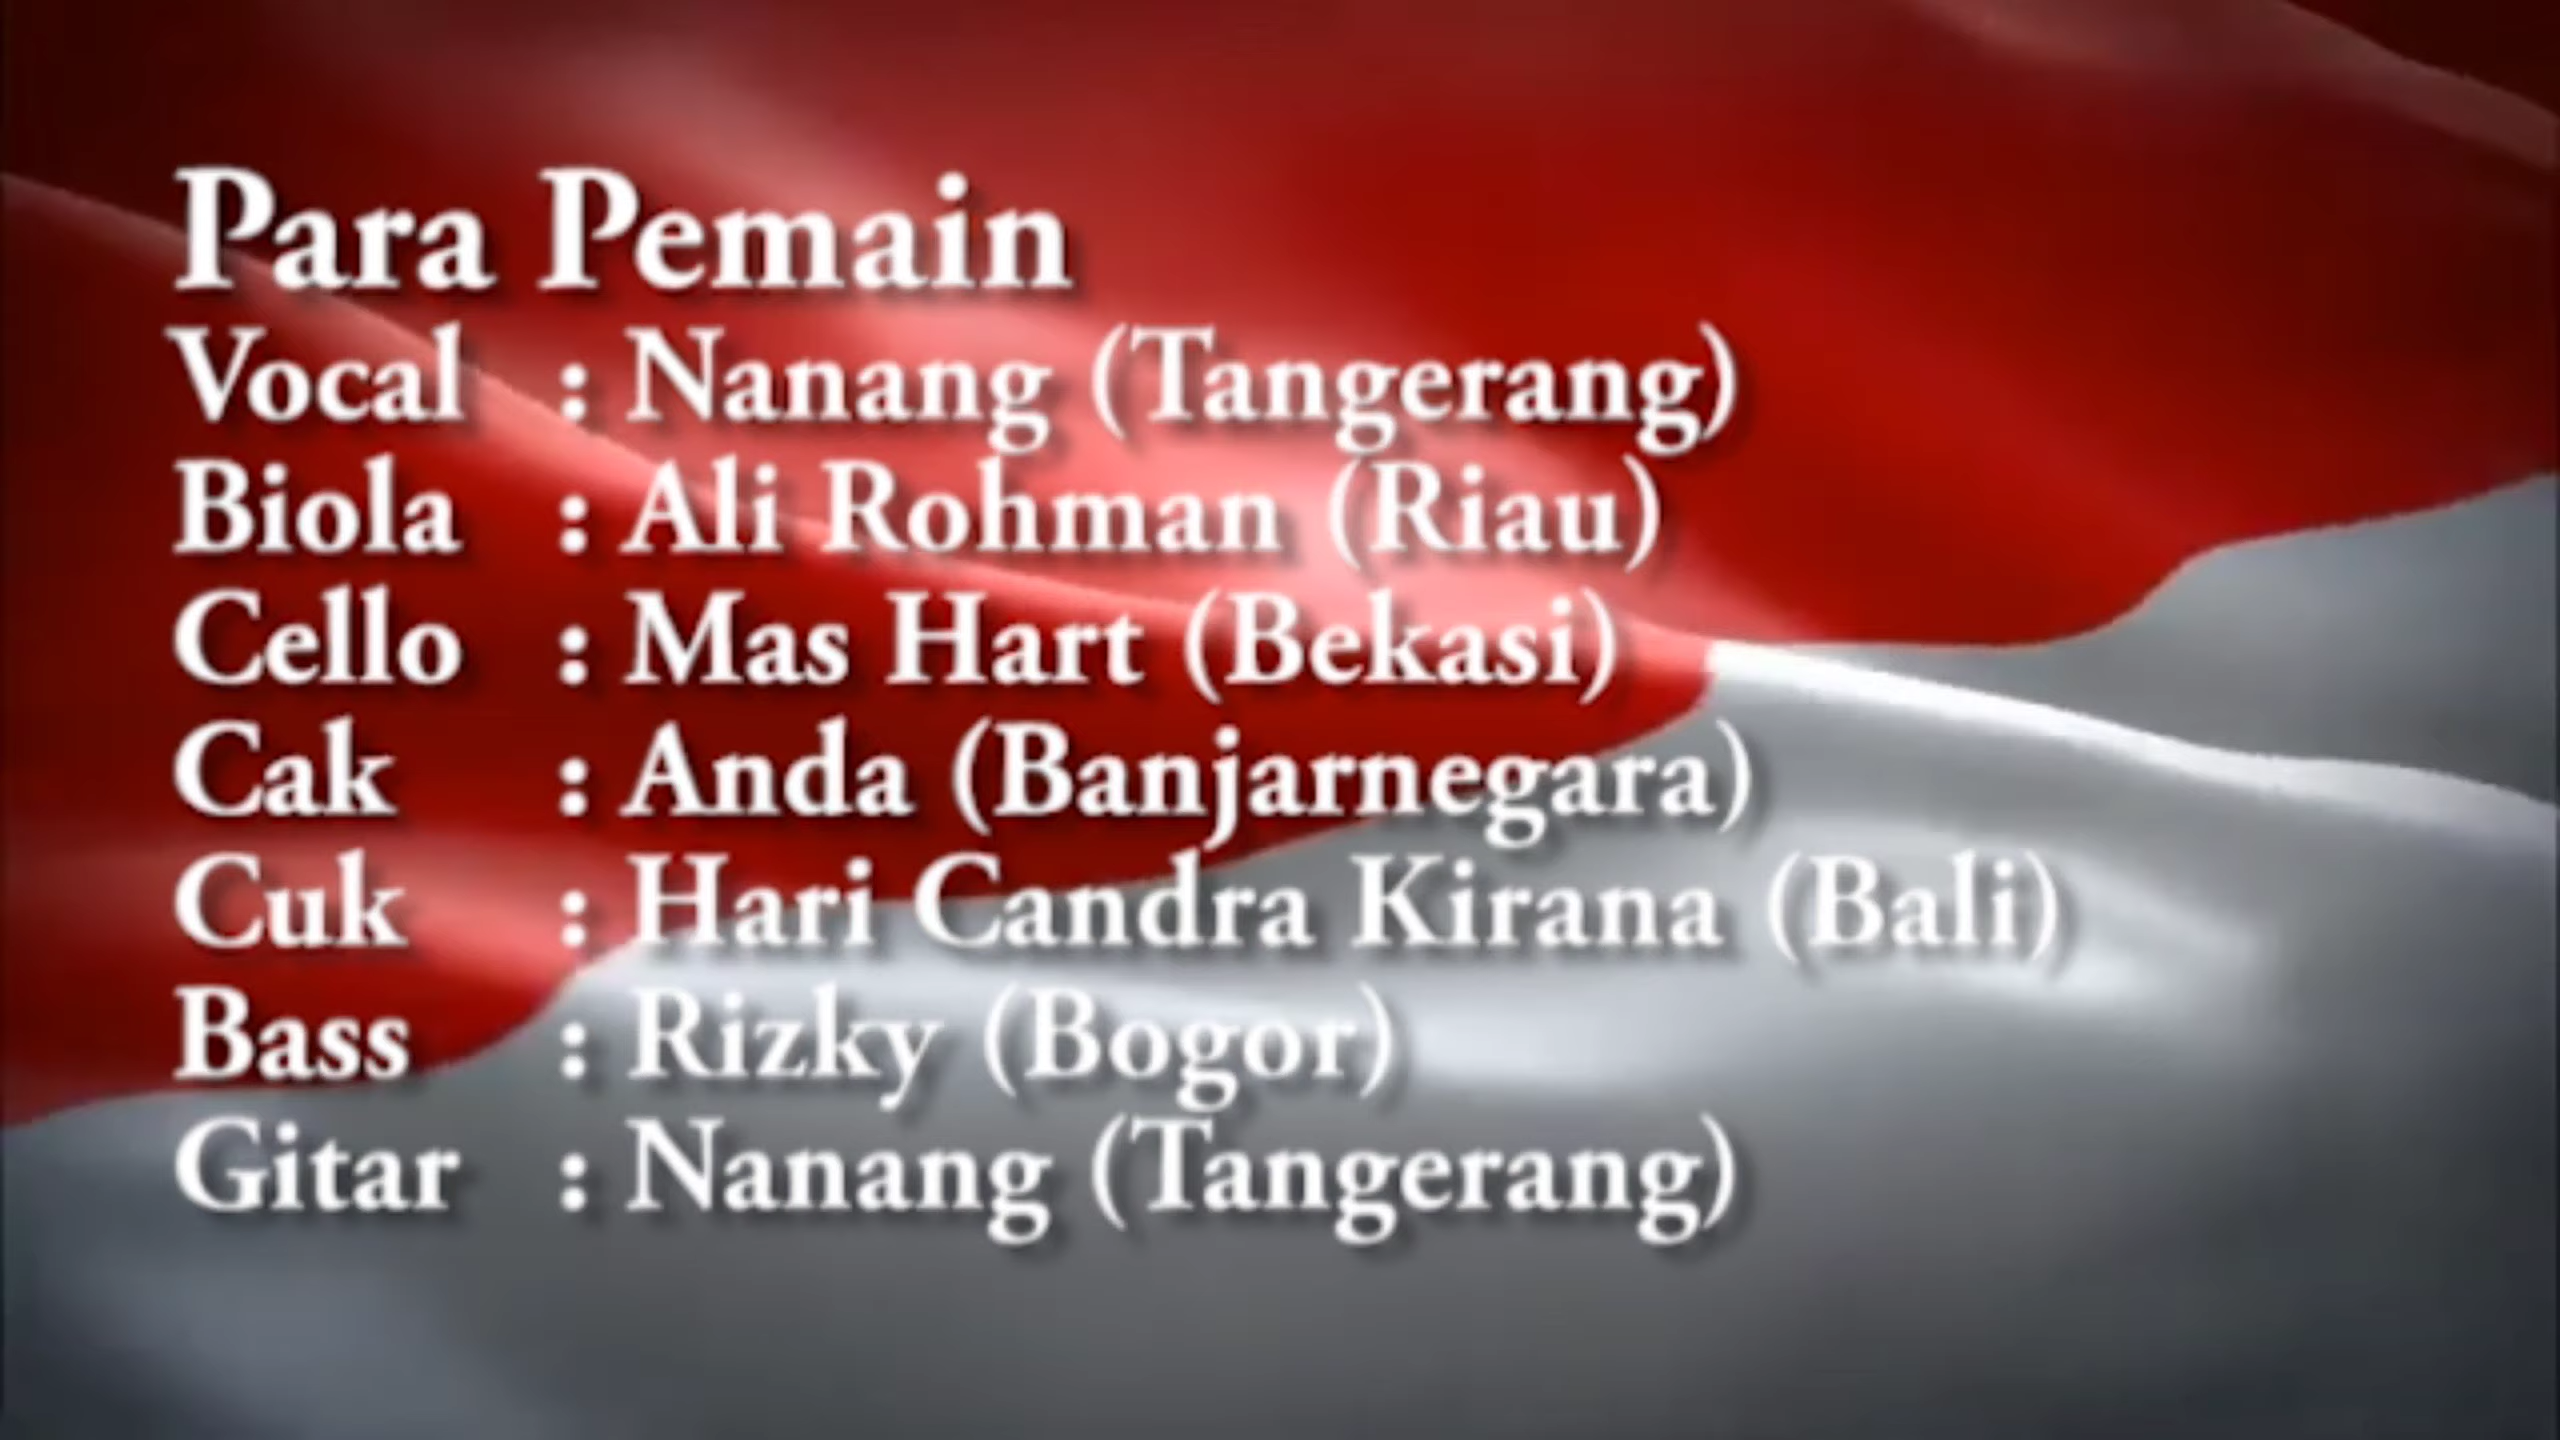 Para Pemain
Vocal : Nanang (Tangerang)
Biola : Ali Rohman (Riau)
Cello : Mas Hart (Bekasi)
Cak : Anda (Banjarnegara)
Cuk : Hari Candra Kirana (Bali)
Bass : Rizky (Bogor)
Gitar : Nanang (Tangerang)